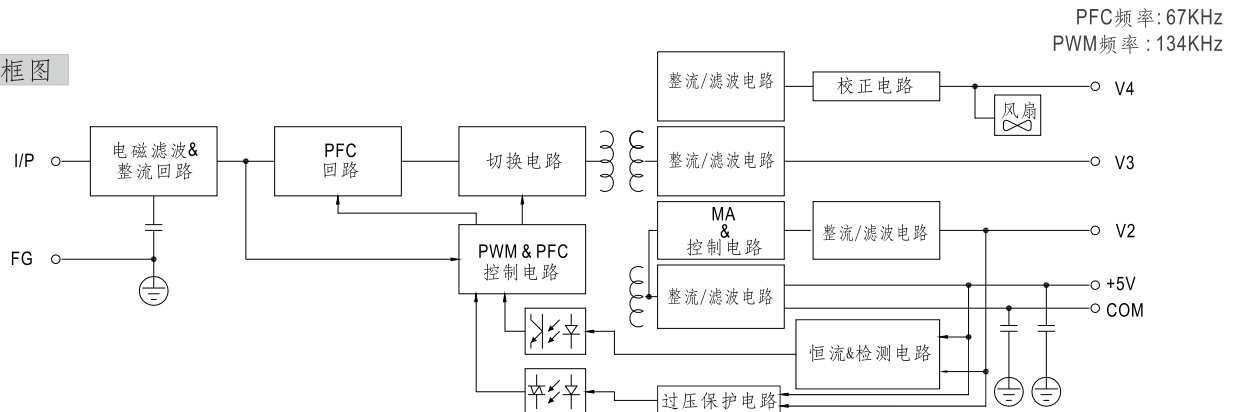 PFC频率: 67KHz
PWM频率 : 134KHz
框图
整流/滤波电路
校正电路
V4
风扇
I/P
电磁滤波&
整流回路
PFC
回路
切换电路
整流/滤波电路
V3
MA
&
控制电路
整流/滤波电路
V2
FG
PWM & PFC
控制电路
整流/滤波电路
+5V
COM
恒流&检测电路
过压保护电路